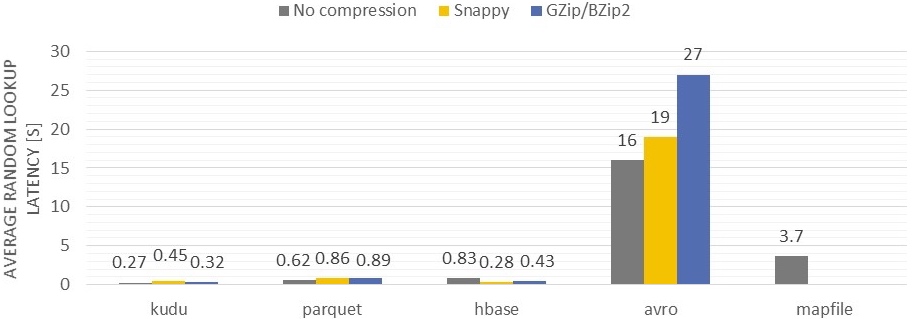 No compression Snappy GZip/BZip2
AVERAGE RANDOM LOOKUP
LATENCY [S]
30
25
20
15
10
5
0
0.27 0.45 0.32
0.62 0.86 0.89
0.83 0.28 0.43
16 19 27
3.7
kudu parquet hbase avro mapfile